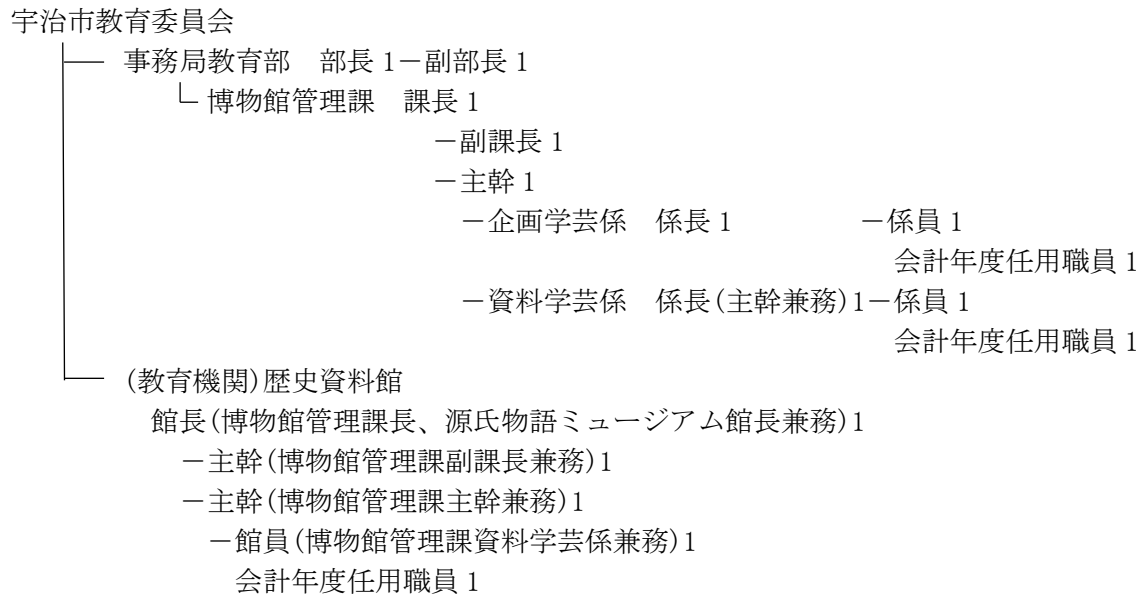 宇治市教育委員会
事務局教育部　部長 1－副部長 1
博物館管理課　課長 1
－副課長 1
－主幹 1
－企画学芸係　係長 1　－係員 1
会計年度任用職員 1
－資料学芸係　係長(主幹兼務)1－係員 1
会計年度任用職員 1
(教育機関)歴史資料館
館長(博物館管理課長、源氏物語ミュージアム館長兼務)1
－主幹(博物館管理課副課長兼務)1
－主幹(博物館管理課主幹兼務)1
－館員(博物館管理課資料学芸係兼務)1
会計年度任用職員 1